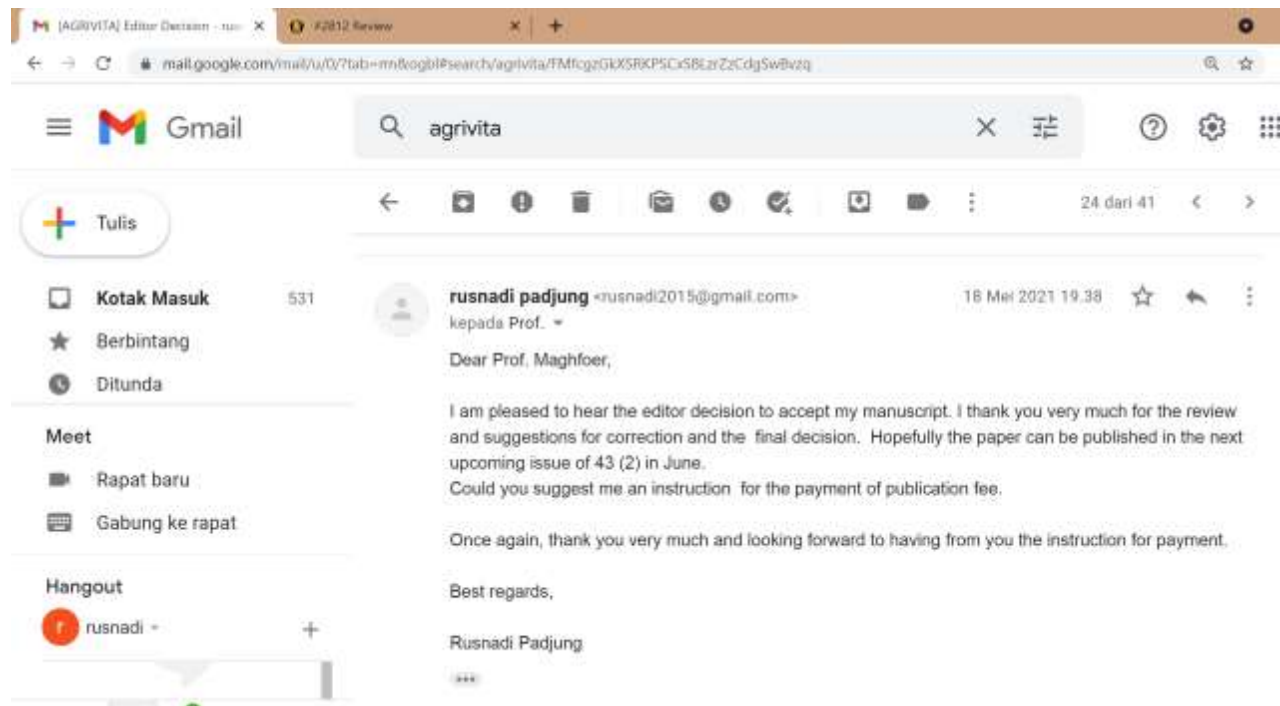 [AGRIVITA] Editor Decision - rus
#2812 Review
mail.google.com/mail/u/0/?tab=rm&ogbl#search/agrivita/
Gmail
agrivita
Tulis
24 dari 41
Kotak Masuk 531
Berbintang
Ditunda
Meet
Rapat baru
Gabung ke rapat
Hangout
rusnadi
rusnadi padjung <rusnadi2015@gmail.com> 18 Mei 2021 19.38
kepada Prof.
Dear Prof. Maghfoer,
I am pleased to hear the editor decision to accept my manuscript. I thank you very much for the review
and suggestions for correction and the final decision. Hopefully the paper can be published in the next
upcoming issue of 43 (2) in June.
Could you suggest me an instruction for the payment of publication fee.
Once again, thank you very much and looking forward to having from you the instruction for payment.
Best regards,
Rusnadi Padjung